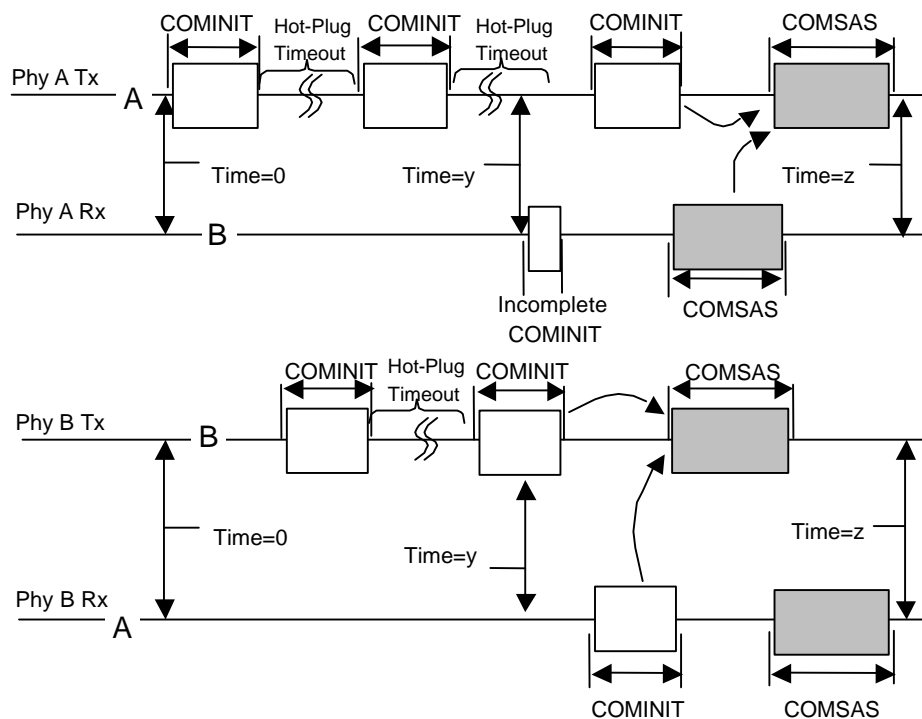 COMINIT
Hot-Plug
Timeout
COMINIT
Hot-Plug
Timeout
COMINIT
COMSAS
Phy A Tx
A
Time=0
Time=y
Time=z
Phy A Rx
B
Incomplete
COMINIT
COMSAS
COMINIT
Hot-Plug
Timeout
COMINIT
COMSAS
Phy B Tx
B
Time=0
Time=y
Time=z
Phy B Rx
A
COMINIT
COMSAS